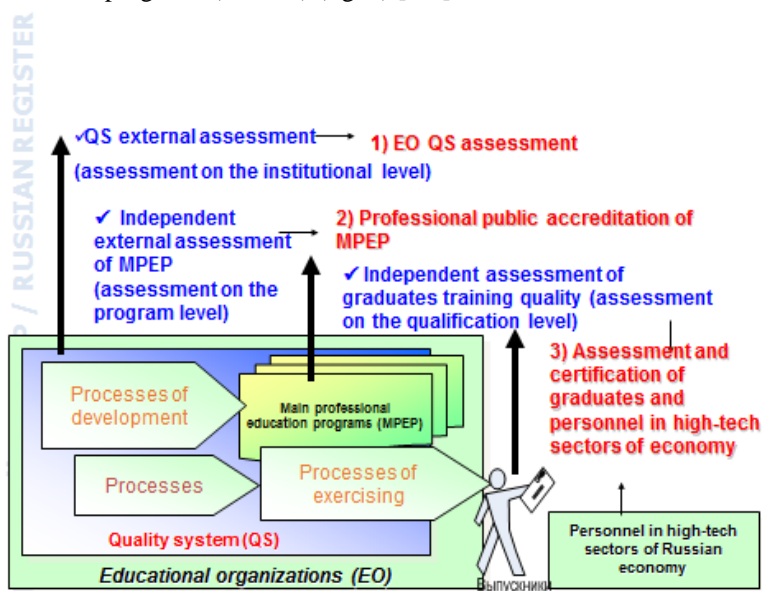 / RUSSIAN REGISTER
✓QS external assessment
1) EO QS assessment
(assessment on the institutional level)
✔ Independent
external assessment
of MPEP
(assessment on the
program level)
2) Professional public accreditation of
MPEP
✔ Independent assessment of
graduates training quality (assessment
on the qualification level)
3) Assessment and
certification of
graduates and
personnel in high-tech
sectors of economy
Processes of
development
Main professional
education programs (MPEP)
Processes
Processes of
exercising
Quality system (QS)
Educational organizations (EO)
Выпускники
Personnel in high-tech
sectors of Russian
economy